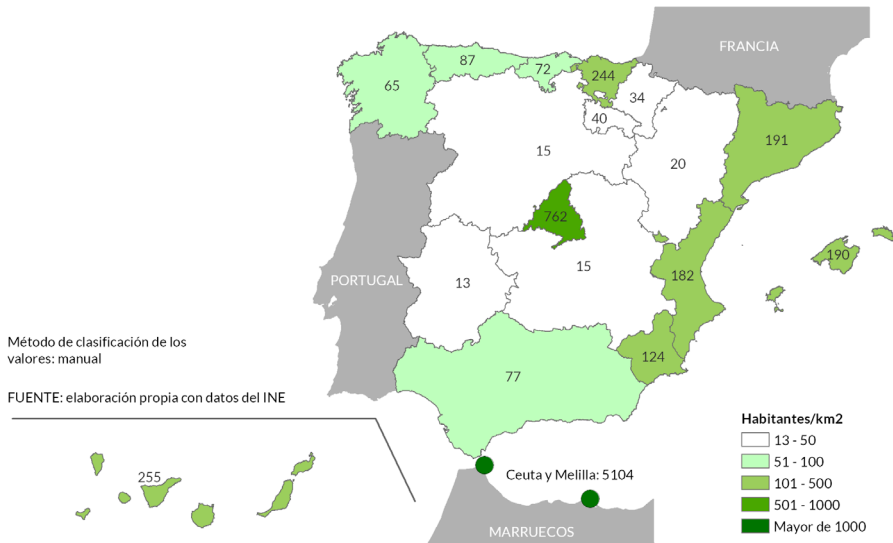 FRANCIA
87
72
244
65
34
40
191
15
20
762
190
PORTUGAL
13
15
182
Método de clasificación de los
valores: manual
124
77
FUENTE: elaboración propia con datos del INE
Habitantes/km2
13 - 50
51 - 100
101 - 500
501 - 1000
Mayor de 1000
255
Ceuta y Melilla: 5104
MARRUECOS